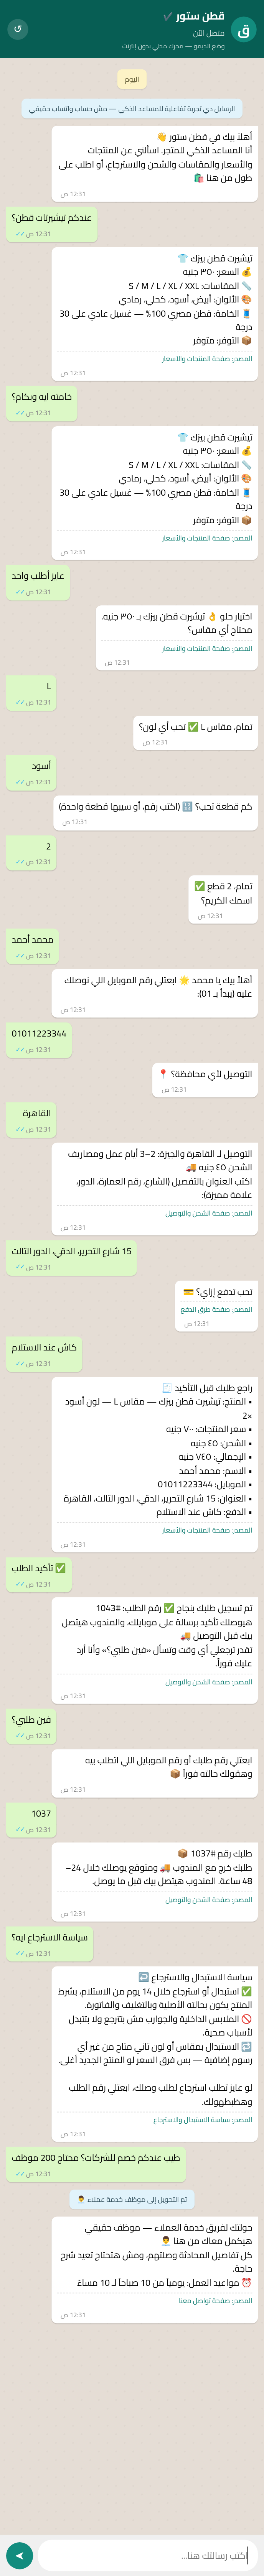 قطن ستور ✔
متصل الآن
وضع الديمو — محرك محلي بدون إنترنت
ق
↺
اليوم
الرسايل دي تجربة تفاعلية للمساعد الذكي — مش حساب واتساب حقيقي
أهلاً بيك في قطن ستور 👋
أنا المساعد الذكي للمتجر. اسألني عن المنتجات
والأسعار والمقاسات والشحن والاسترجاع، أو اطلب على
طول من هنا 🛍️
12:31 ص
عندكم تيشيرتات قطن؟
12:31 ص ✓✓
تيشيرت قطن بيزك 👕
💰 السعر: ٣٥٠ جنيه
📏 المقاسات: S / M / L / XL / XXL
🎨 الألوان: أبيض، أسود، كحلي، رمادي
🧵 الخامة: قطن مصري 100% — غسيل عادي على 30
درجة
📦 التوفر: متوفر
المصدر: صفحة المنتجات والأسعار
12:31 ص
خامته ايه وبكام؟
12:31 ص ✓✓
تيشيرت قطن بيزك 👕
💰 السعر: ٣٥٠ جنيه
📏 المقاسات: S / M / L / XL / XXL
🎨 الألوان: أبيض، أسود، كحلي، رمادي
🧵 الخامة: قطن مصري 100% — غسيل عادي على 30
درجة
📦 التوفر: متوفر
المصدر: صفحة المنتجات والأسعار
12:31 ص
عايز أطلب واحد
12:31 ص ✓✓
اختيار حلو 👌 تيشيرت قطن بيزك بـ ٣٥٠ جنيه.
محتاج أي مقاس؟
المصدر: صفحة المنتجات والأسعار
12:31 ص
L
12:31 ص ✓✓
تمام، مقاس L ✅ تحب أي لون؟
12:31 ص
أسود
12:31 ص ✓✓
كم قطعة تحب؟ 🔢 (اكتب رقم، أو سيبها قطعة واحدة)
12:31 ص
2
12:31 ص ✓✓
تمام، 2 قطع ✅
اسمك الكريم؟
12:31 ص
محمد أحمد
12:31 ص ✓✓
أهلاً بيك يا محمد 🌟 ابعتلي رقم الموبايل اللي نوصلك
عليه (يبدأ بـ 01):
12:31 ص
01011223344
12:31 ص ✓✓
التوصيل لأي محافظة؟ 📍
12:31 ص
القاهرة
12:31 ص ✓✓
التوصيل لـ القاهرة والجيزة: 2–3 أيام عمل ومصاريف
الشحن ٤٥ جنيه 🚚
اكتب العنوان بالتفصيل (الشارع، رقم العمارة، الدور،
علامة مميزة):
المصدر: صفحة الشحن والتوصيل
12:31 ص
15 شارع التحرير، الدقي، الدور التالت
12:31 ص ✓✓
تحب تدفع إزاي؟ 💳
المصدر: صفحة طرق الدفع
12:31 ص
كاش عند الاستلام
12:31 ص ✓✓
راجع طلبك قبل التأكيد 🧾
• المنتج: تيشيرت قطن بيزك — مقاس L — لون أسود
×2
• سعر المنتجات: ٧٠٠ جنيه
• الشحن: ٤٥ جنيه
• الإجمالي: ٧٤٥ جنيه
• الاسم: محمد أحمد
• الموبايل: 01011223344
• العنوان: 15 شارع التحرير، الدقي، الدور التالت، القاهرة
• الدفع: كاش عند الاستلام
المصدر: صفحة المنتجات والأسعار
12:31 ص
✅ تأكيد الطلب
12:31 ص ✓✓
تم تسجيل طلبك بنجاح ✅ رقم الطلب: #1043
هيوصلك تأكيد برسالة على موبايلك، والمندوب هيتصل
بيك قبل التوصيل 🚚
تقدر ترجعلي أي وقت وتسأل «فين طلبي؟» وأنا أرد
عليك فوراً.
المصدر: صفحة الشحن والتوصيل
12:31 ص
فين طلبي؟
12:31 ص ✓✓
ابعتلي رقم طلبك أو رقم الموبايل اللي اتطلب بيه
وهقولك حالته فوراً 📦
12:31 ص
1037
12:31 ص ✓✓
طلبك رقم #1037 📦
طلبك خرج مع المندوب 🚚 ومتوقع يوصلك خلال 24–
48 ساعة. المندوب هيتصل بيك قبل ما يوصل.
المصدر: صفحة الشحن والتوصيل
12:31 ص
سياسة الاسترجاع ايه؟
12:31 ص ✓✓
سياسة الاستبدال والاسترجاع ↩️
✅ استبدال أو استرجاع خلال 14 يوم من الاستلام، بشرط
المنتج يكون بحالته الأصلية وبالتغليف والفاتورة.
🚫 الملابس الداخلية والجوارب مش بتترجع ولا بتتبدل
لأسباب صحية.
🔄 الاستبدال بمقاس أو لون تاني متاح من غير أي
رسوم إضافية — بس فرق السعر لو المنتج الجديد أغلى.
لو عايز تطلب استرجاع لطلب وصلك، ابعتلي رقم الطلب
وهظبطهولك.
المصدر: سياسة الاستبدال والاسترجاع
12:31 ص
طيب عندكم خصم للشركات؟ محتاج 200 موظف
12:31 ص ✓✓
تم التحويل إلى موظف خدمة عملاء 👨‍💼
حولتك لفريق خدمة العملاء — موظف حقيقي
هيكمل معاك من هنا 👨‍💼
كل تفاصيل المحادثة وصلتهم، ومش هتحتاج تعيد شرح
حاجة.
⏰ مواعيد العمل: يومياً من 10 صباحاً لـ 10 مساءً
المصدر: صفحة تواصل معنا
12:31 ص
اكتب رسالتك هنا...